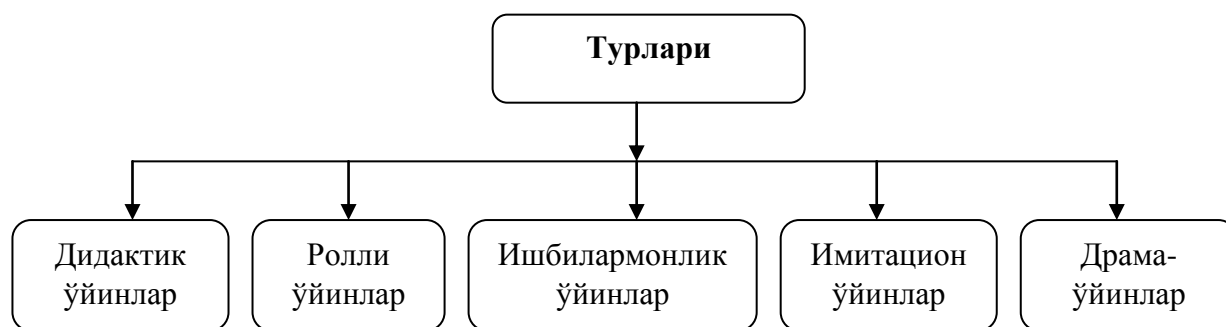 Турлари
Дидактик
ўйинлар
Ролли
ўйинлар
Ишбилармонлик
ўйинлар
Имитацион
ўйинлар
Драма-
ўйинлар